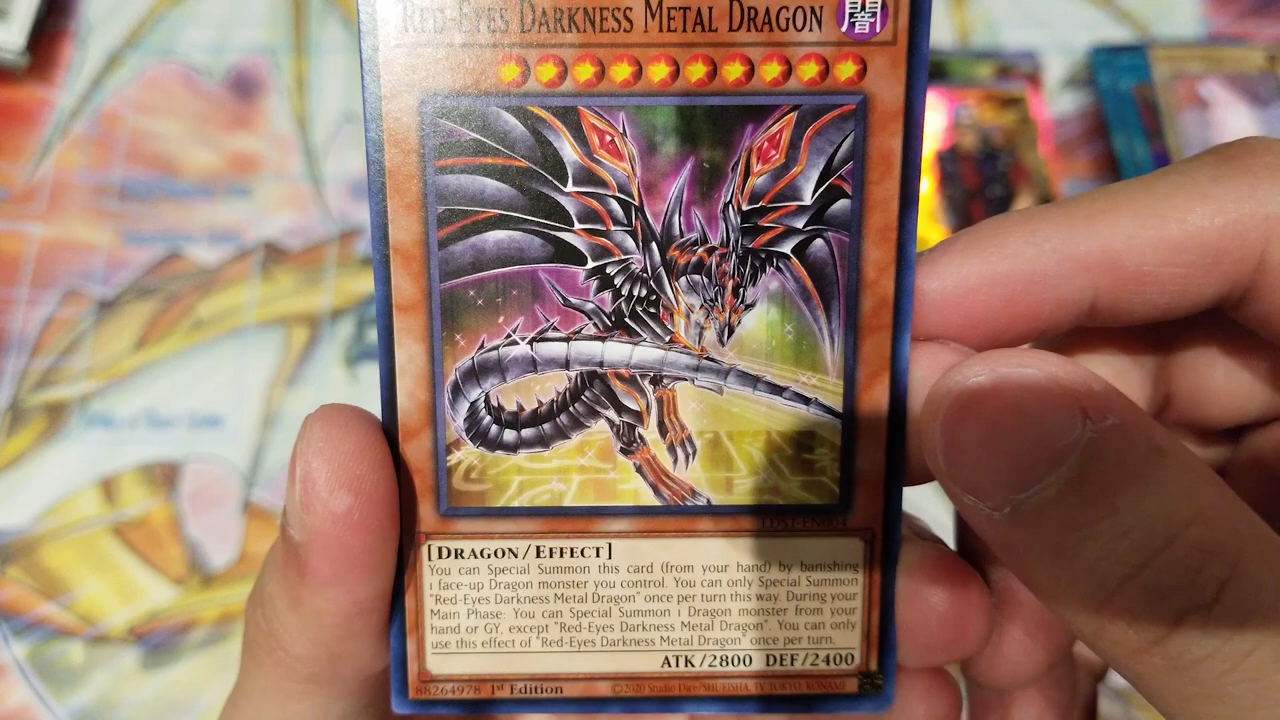 Red-Eyes Darkness Metal Dragon
闇
LDS1-EN004
[Dragon/Effect]
You can Special Summon this card (from your hand) by banishing
1 face-up Dragon monster you control. You can only Special Summon
"Red-Eyes Darkness Metal Dragon" once per turn this way. During your
Main Phase: You can Special Summon 1 Dragon monster from your
hand or GY, except "Red-Eyes Darkness Metal Dragon". You can only
use this effect of "Red-Eyes Darkness Metal Dragon" once per turn.
ATK/2800 DEF/2400
88264978 1st Edition ©2020 Studio Dice/SHUEISHA, TV TOKYO, KONAMI